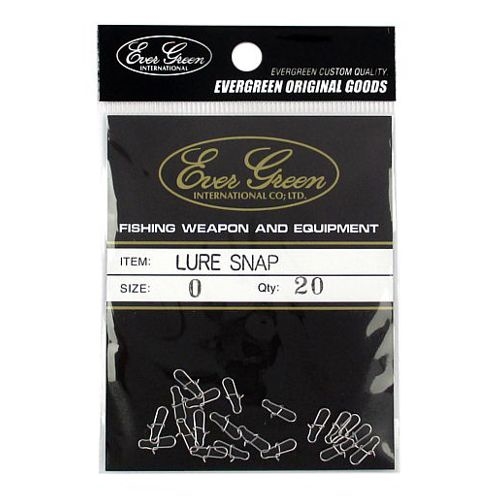 Ever Green
INTERNATIONAL
EVERGREEN CUSTOM QUALITY.
EVERGREEN ORIGINAL GOODS
Ever Green
INTERNATIONAL CO; LTD.
FISHING WEAPON AND EQUIPMENT
ITEM: LURE SNAP
SIZE: 0 Qty: 20